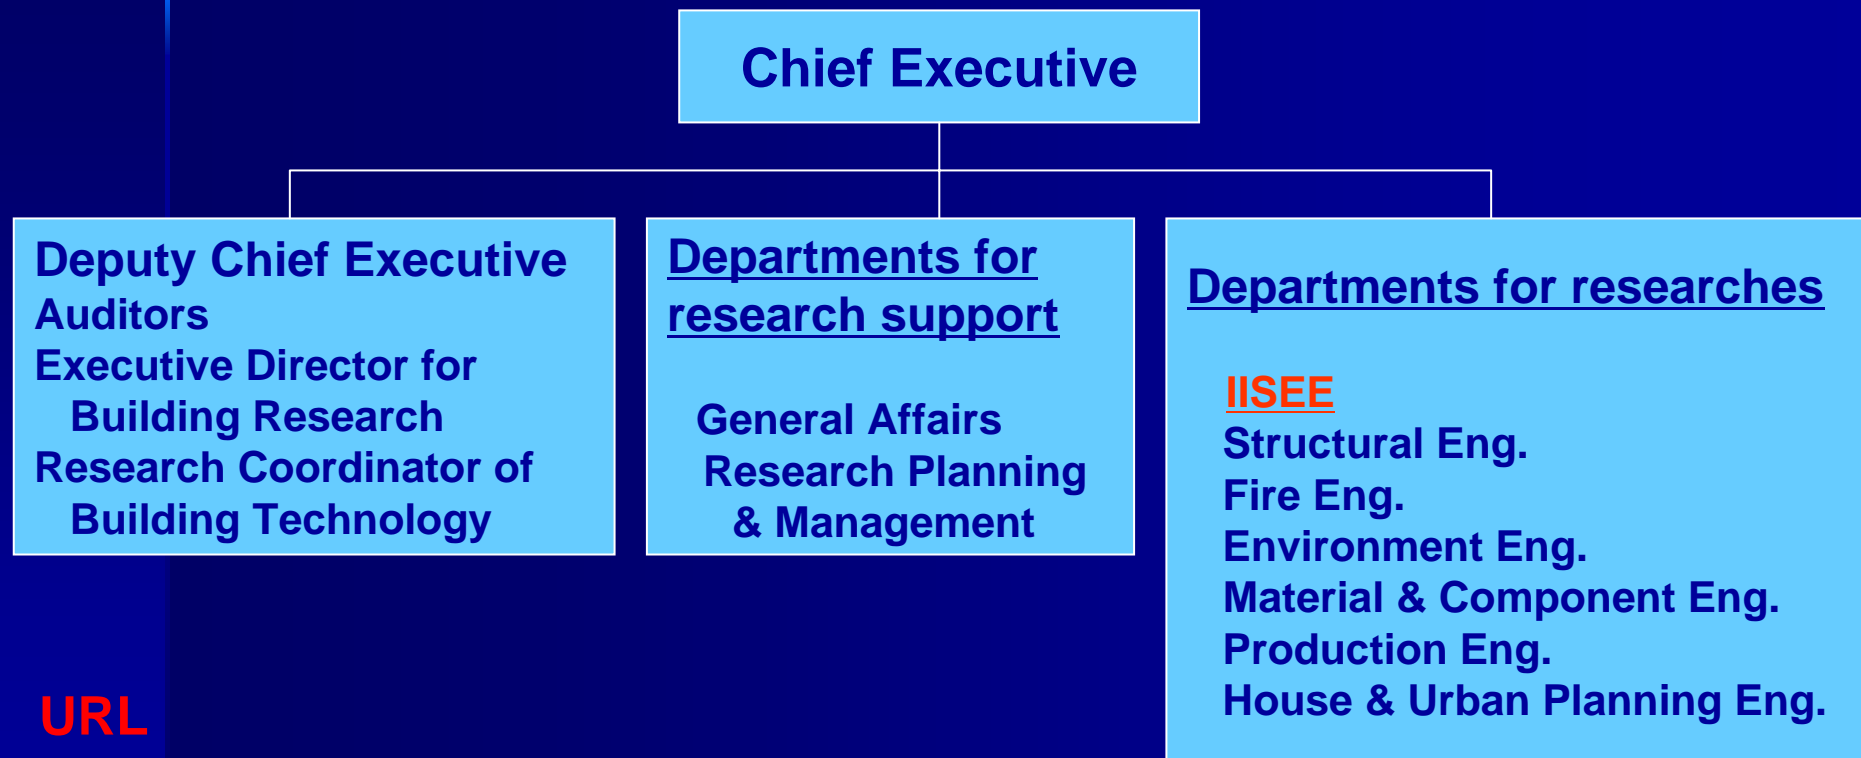 Chief Executive
Deputy Chief Executive
Auditors
Executive Director for
Building Research
Research Coordinator of
Building Technology
Departments for
research support
General Affairs
Research Planning
& Management
Departments for researches
IISEE
Structural Eng.
Fire Eng.
Environment Eng.
Material & Component Eng.
Production Eng.
House & Urban Planning Eng.
URL